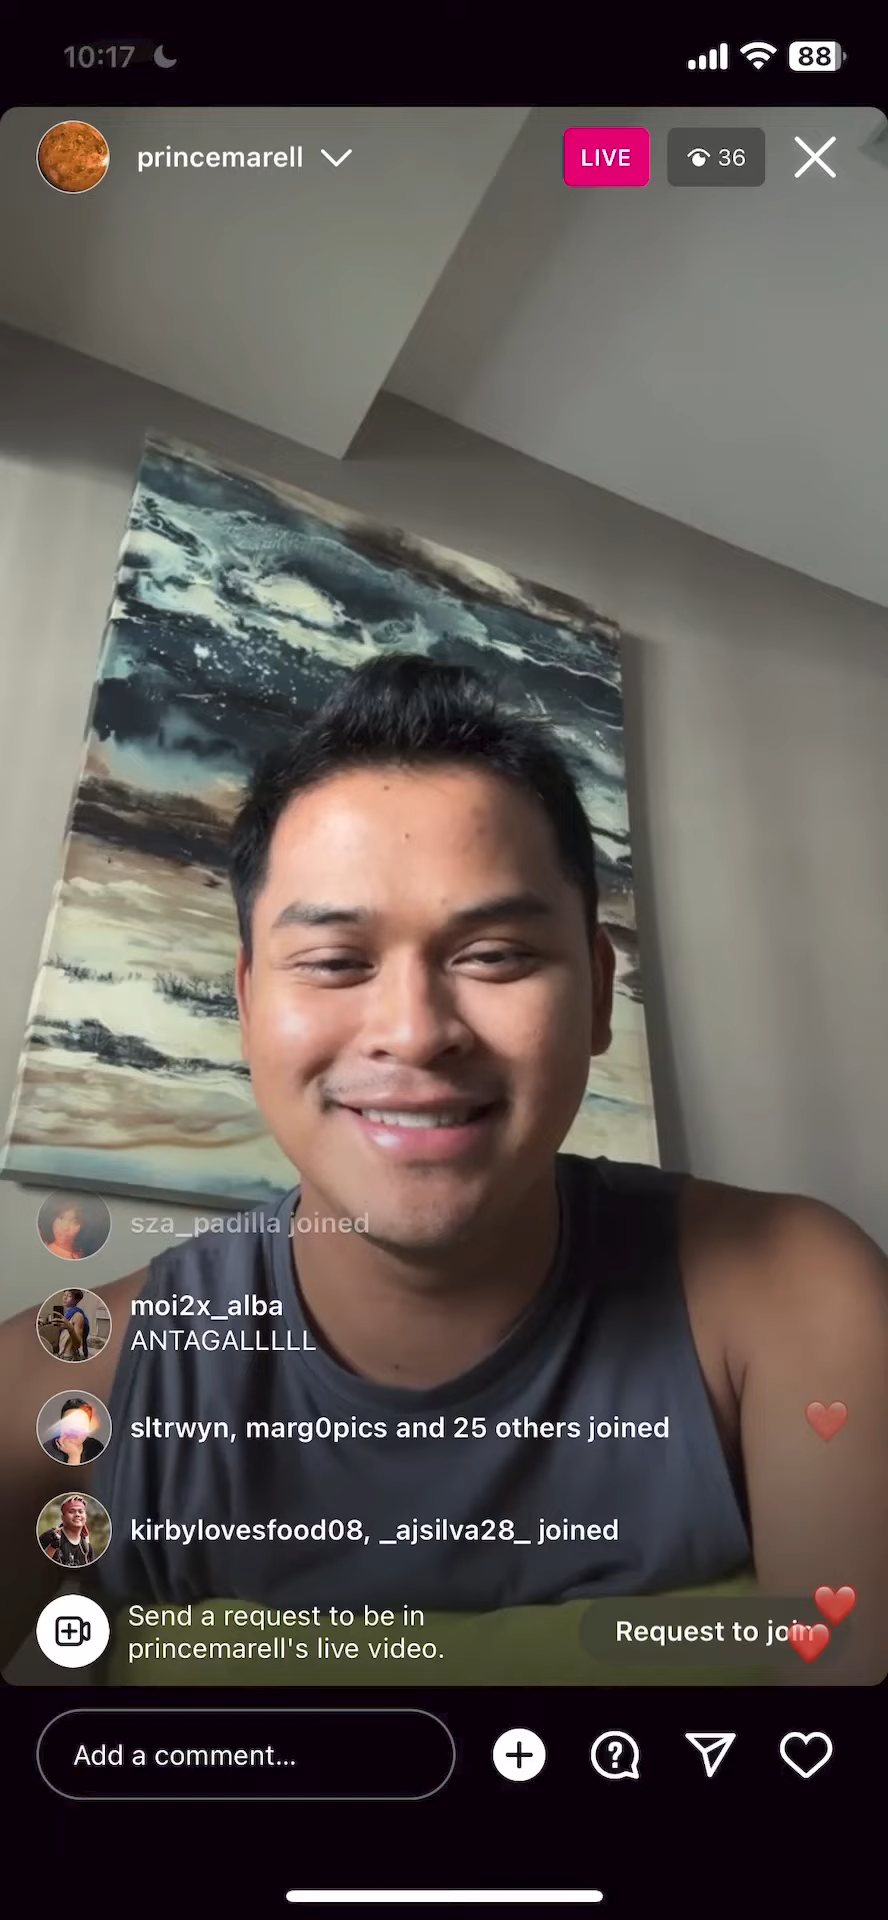 10:17
88
princemarell
LIVE
36
sza_padilla joined
moi2x_alba
ANTAGALLLLL
sltrwyn, marg0pics and 25 others joined
kirbylovesfood08, _ajsilva28_ joined
Send a request to be in
princemarell's live video.
Request to join
Add a comment...